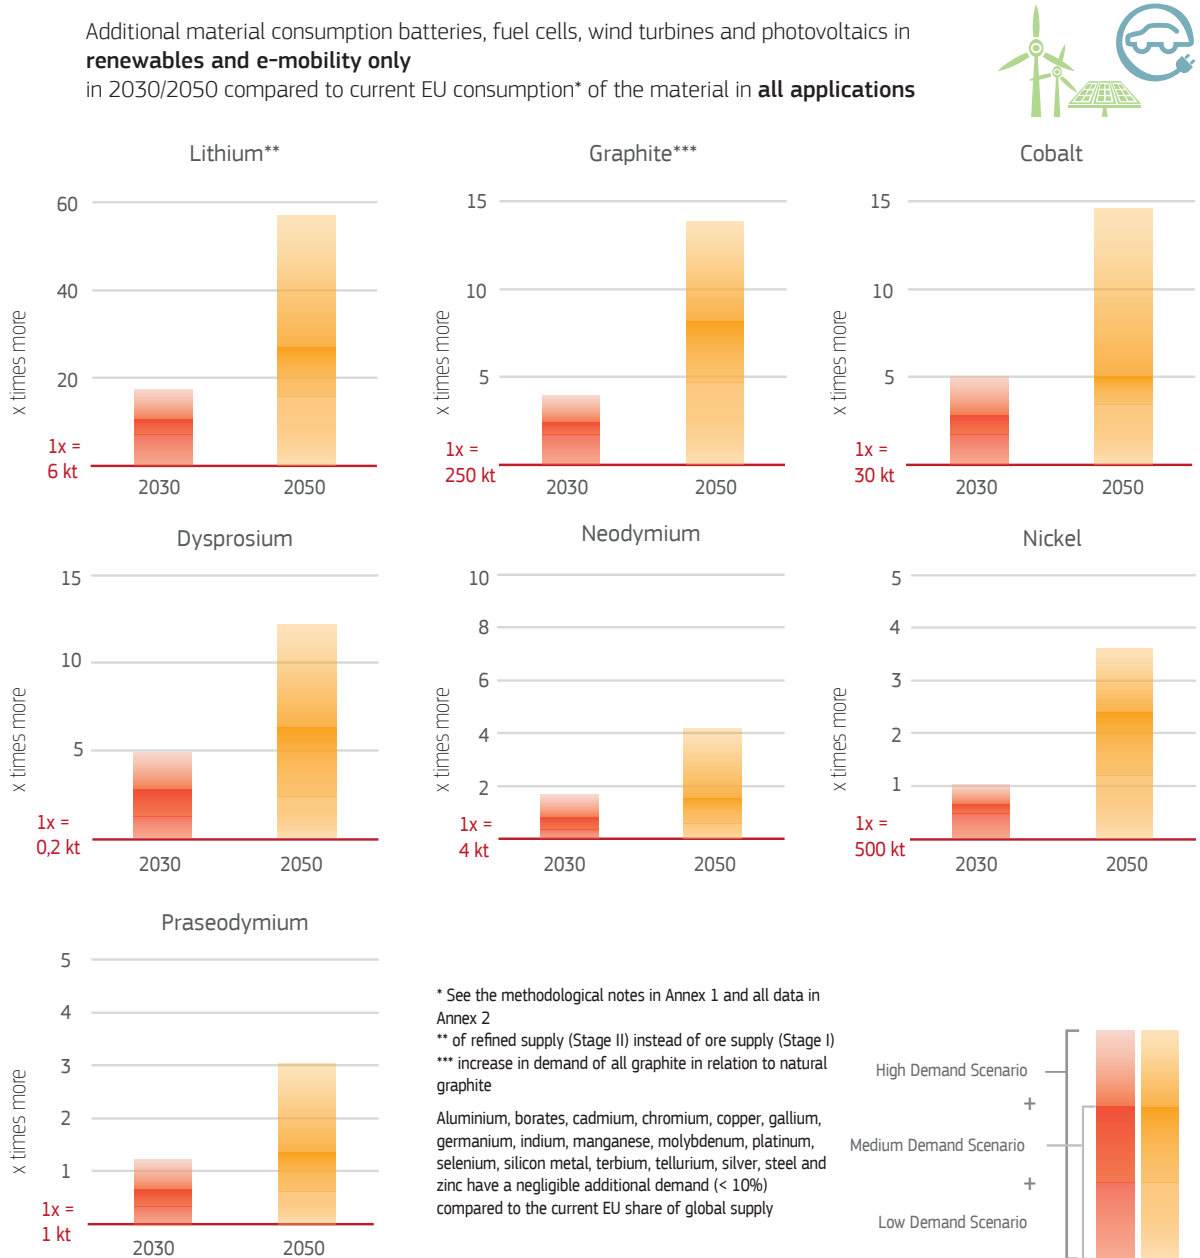 Additional material consumption batteries, fuel cells, wind turbines and photovoltaics in
renewables and e-mobility only
in 2030/2050 compared to current EU consumption* of the material in all applications
Lithium**
60
40
20
x times more
1x =
6 kt
2030
2050
Graphite***
15
10
5
x times more
1x =
250 kt
2030
2050
Cobalt
15
10
5
x times more
1x =
30 kt
2030
2050
Dysprosium
15
10
5
x times more
1x =
0,2 kt
2030
2050
Neodymium
10
8
6
4
2
x times more
1x =
4 kt
2030
2050
Nickel
5
4
3
2
1
x times more
1x =
500 kt
2030
2050
Praseodymium
5
4
3
2
1
x times more
1x =
1 kt
2030
2050
* See the methodological notes in Annex 1 and all data in
Annex 2
** of refined supply (Stage II) instead of ore supply (Stage I)
*** increase in demand of all graphite in relation to natural
graphite
Aluminium, borates, cadmium, chromium, copper, gallium,
germanium, indium, manganese, molybdenum, platinum,
selenium, silicon metal, terbium, tellurium, silver, steel and
zinc have a negligible additional demand (< 10%)
compared to the current EU share of global supply
High Demand Scenario
+
Medium Demand Scenario
+
Low Demand Scenario